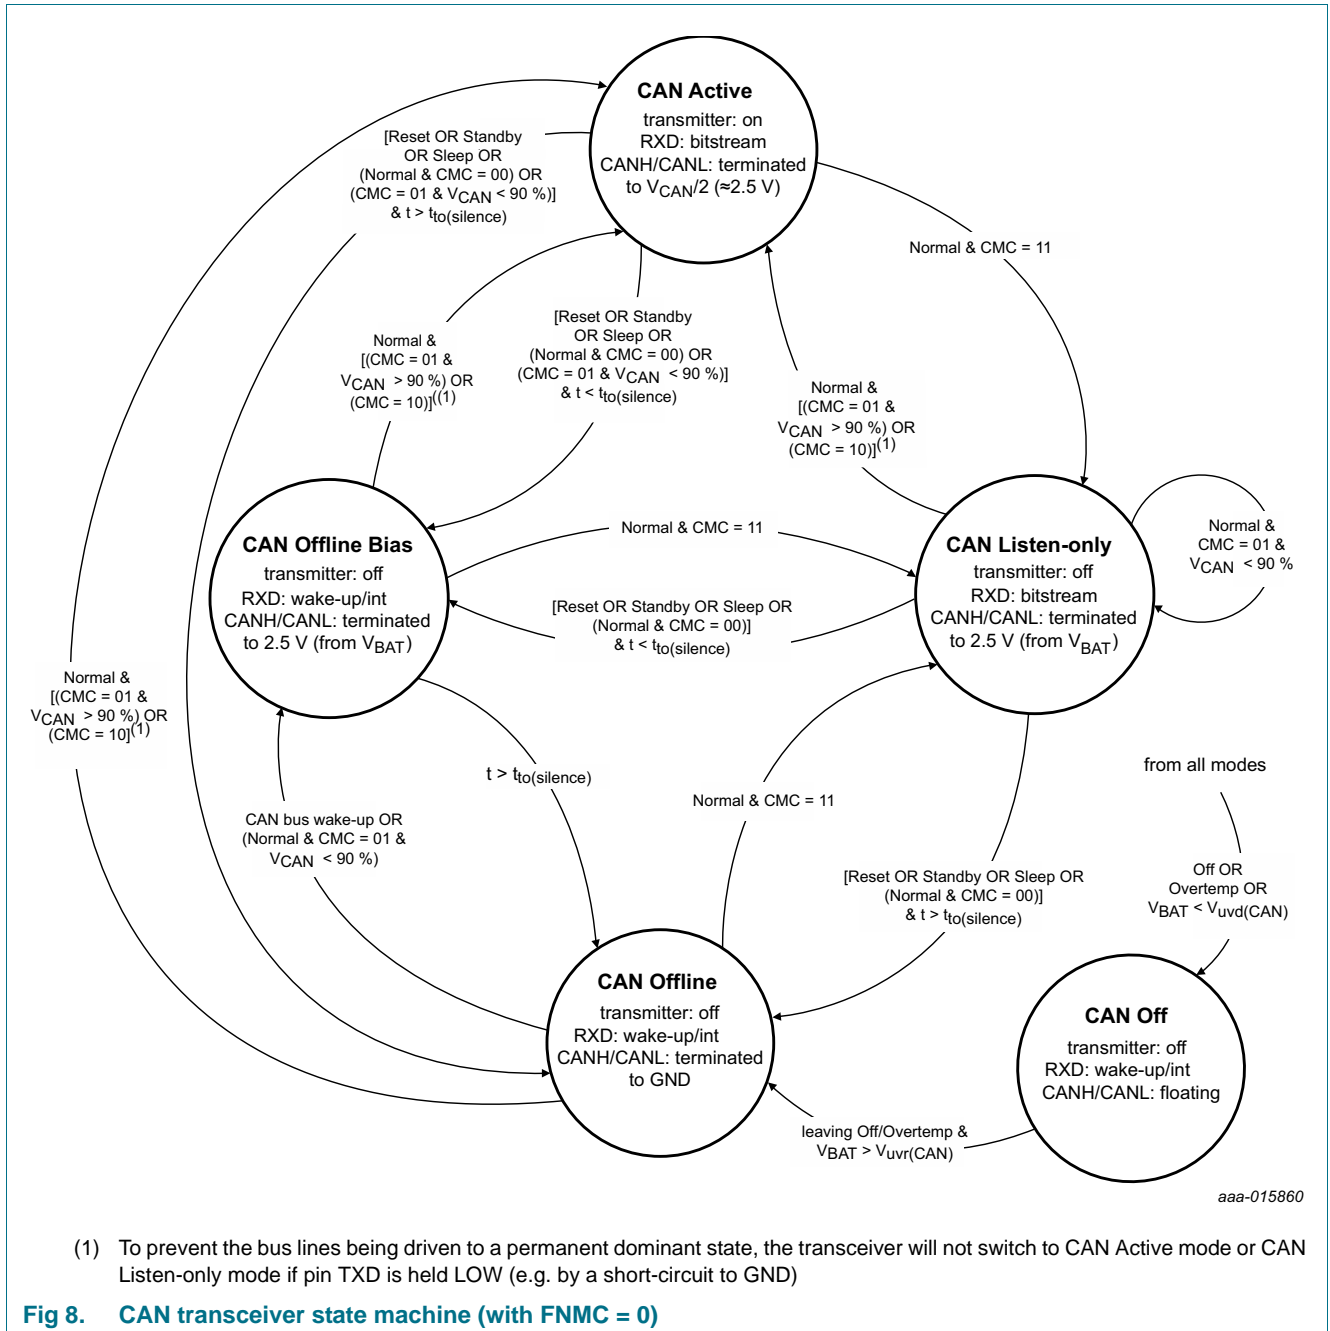 CAN Active
transmitter: on
RXD: bitstream
CANH/CANL: terminated
to VCAN/2 (≈2.5 V)
[Reset OR Standby
OR Sleep OR
(Normal & CMC = 00) OR
(CMC = 01 & VCAN < 90 %)]
& t > tto(silence)
Normal & CMC = 11
Normal &
[(CMC = 01 &
VCAN > 90 %) OR
(CMC = 10)]((1)
[Reset OR Standby
OR Sleep OR
(Normal & CMC = 00) OR
(CMC = 01 & VCAN < 90 %)]
& t < tto(silence)
Normal &
[(CMC = 01 &
VCAN > 90 %) OR
(CMC = 10)](1)
CAN Offline Bias
transmitter: off
RXD: wake-up/int
CANH/CANL: terminated
to 2.5 V (from VBAT)
Normal & CMC = 11
[Reset OR Standby OR Sleep OR
(Normal & CMC = 00)]
& t < tto(silence)
CAN Listen-only
transmitter: off
RXD: bitstream
CANH/CANL: terminated
to 2.5 V (from VBAT)
Normal &
CMC = 01 &
VCAN < 90 %
Normal &
[(CMC = 01 &
VCAN > 90 %) OR
(CMC = 10](1)
t > tto(silence)
CAN bus wake-up OR
(Normal & CMC = 01 &
VCAN < 90 %)
Normal & CMC = 11
[Reset OR Standby OR Sleep OR
(Normal & CMC = 00)]
& t > tto(silence)
from all modes
Off OR
Overtemp OR
VBAT < Vuvd(CAN)
CAN Offline
transmitter: off
RXD: wake-up/int
CANH/CANL: terminated
to GND
CAN Off
transmitter: off
RXD: wake-up/int
CANH/CANL: floating
leaving Off/Overtemp &
VBAT > Vuvr(CAN)
aaa-015860
(1) To prevent the bus lines being driven to a permanent dominant state, the transceiver will not switch to CAN Active mode or CAN
Listen-only mode if pin TXD is held LOW (e.g. by a short-circuit to GND)
Fig 8. CAN transceiver state machine (with FNMC = 0)